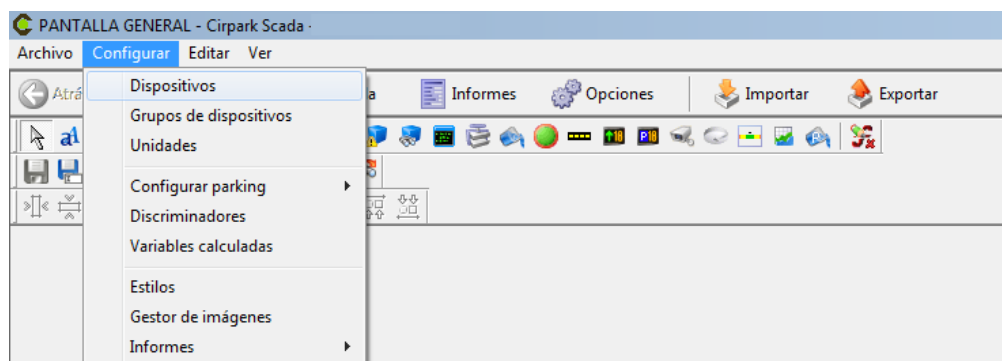 PANTALLA GENERAL - Cirpark Scada -
Archivo Configurar Editar Ver
Atrá Informes Opciones Importar Exportar
Dispositivos
Grupos de dispositivos
Unidades
Configurar parking
Discriminadores
Variables calculadas
Estilos
Gestor de imágenes
Informes